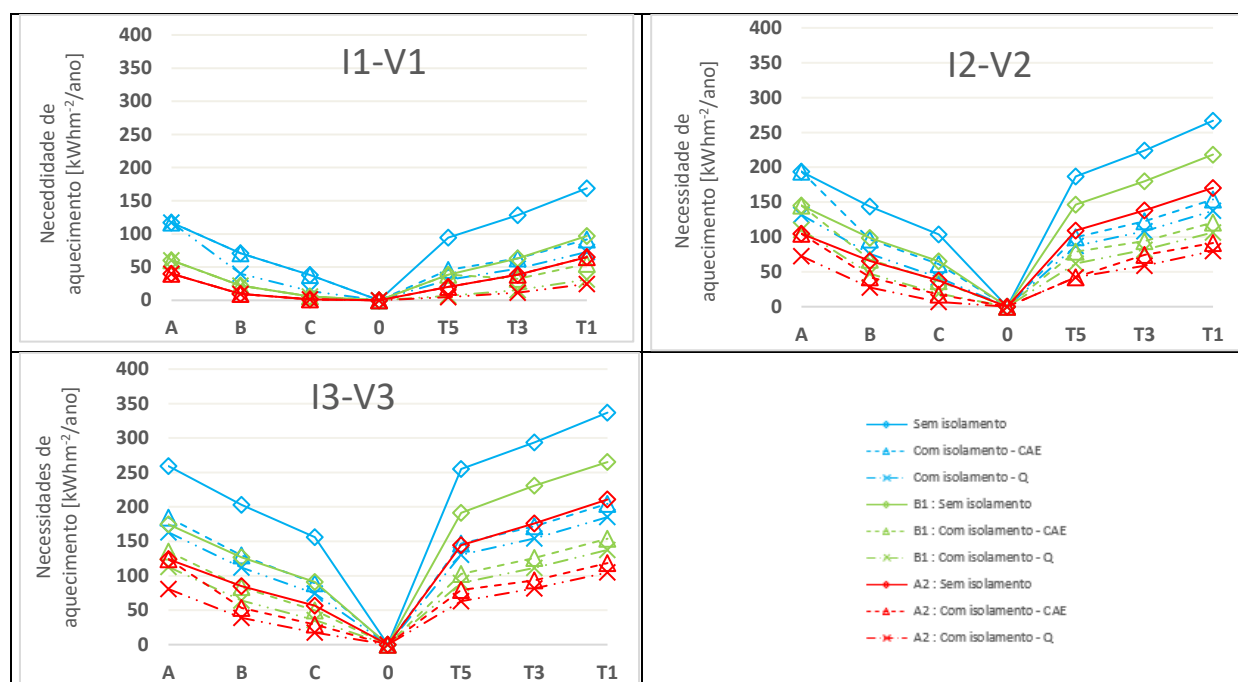 I1-V1
Neceddidade de
aquecimento [kWhm-2/ano]
400
350
300
250
200
150
100
50
0
A B C 0 T5 T3 T1
I2-V2
Necessidade de
aquecimento [kWhm-2/ano]
400
350
300
250
200
150
100
50
0
A B C 0 T5 T3 T1
I3-V3
Necessidades de
aquecimento [kWhm-2/ano]
400
350
300
250
200
150
100
50
0
A B C 0 T5 T3 T1
Sem isolamento
Com isolamento - CAE
Com isolamento - Q
B1 : Sem isolamento
B1 : Com isolamento - CAE
B1 : Com isolamento - Q
A2 : Sem isolamento
A2 : Com isolamento - CAE
A2 : Com isolamento - Q